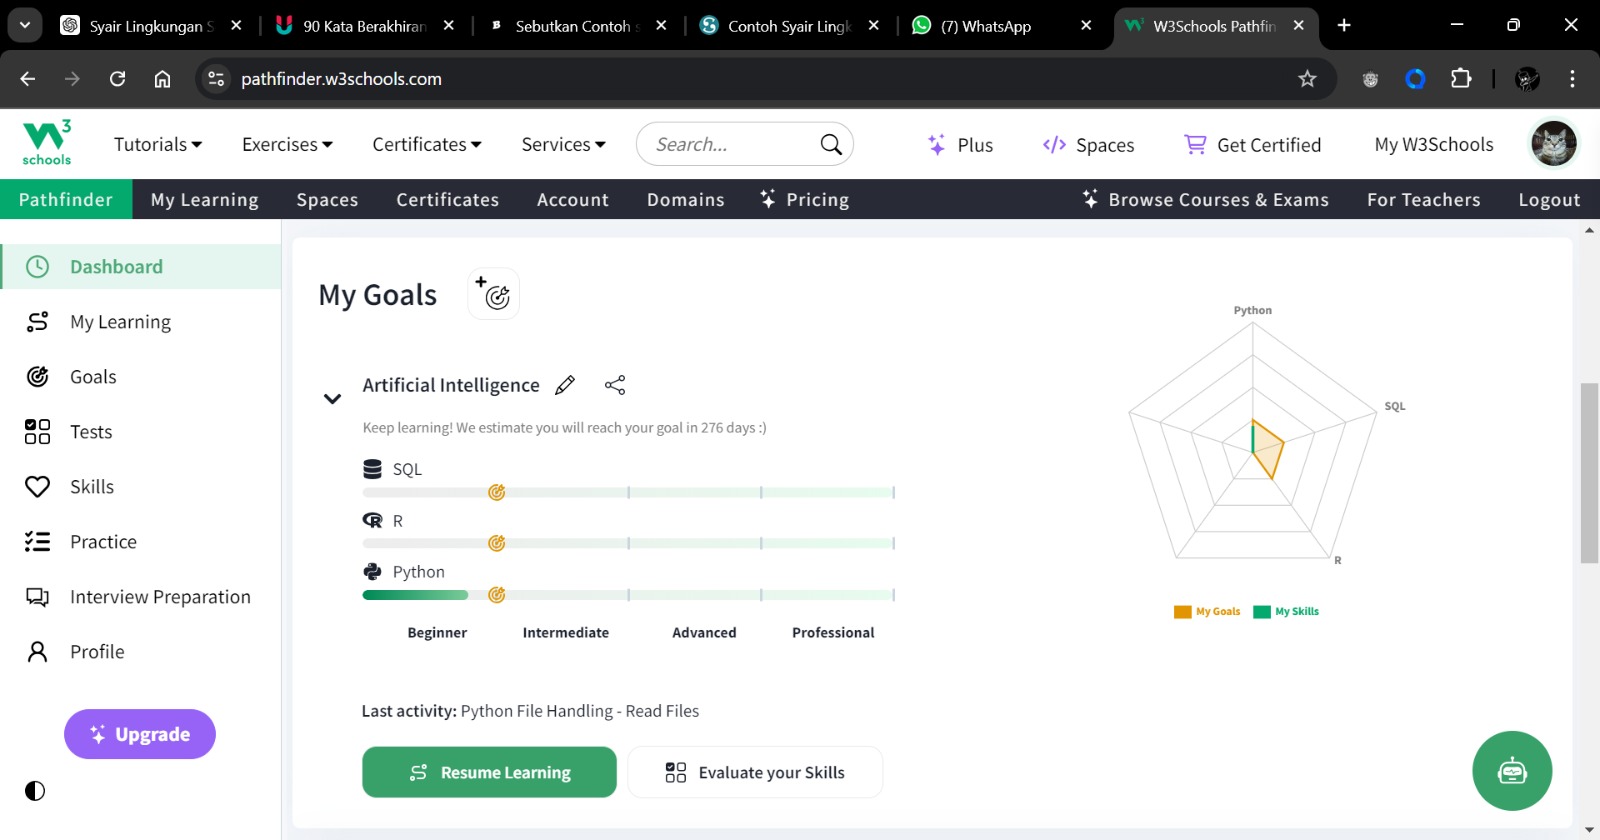 Syair Lingkungan S
90 Kata Berakhiran
Sebutkan Contoh s
Contoh Syair Lingk
(7) WhatsApp
W3Schools Pathfin
pathfinder.w3schools.com
W3 schools
Tutorials
Exercises
Certificates
Services
Search...
Plus
Spaces
Get Certified
My W3Schools
Pathfinder
My Learning
Spaces
Certificates
Account
Domains
Pricing
Browse Courses & Exams
For Teachers
Logout
Dashboard
My Learning
Goals
Tests
Skills
Practice
Interview Preparation
Profile
Upgrade
My Goals
Artificial Intelligence
Keep learning! We estimate you will reach your goal in 276 days :)
SQL
R
Python
Beginner
Intermediate
Advanced
Professional
Last activity: Python File Handling - Read Files
Resume Learning
Evaluate your Skills
Python
SQL
R
My Goals
My Skills